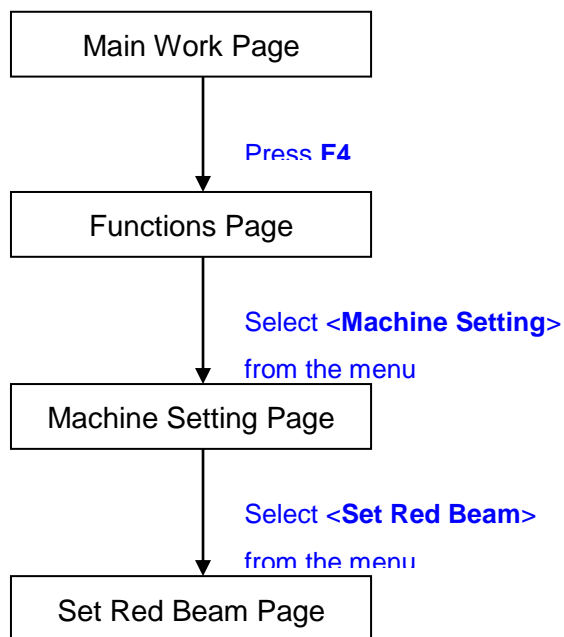 Main Work Page
Press F4
Functions Page
Select <Machine Setting>
from the menu
Machine Setting Page
Select <Set Red Beam>
from the menu
Set Red Beam Page